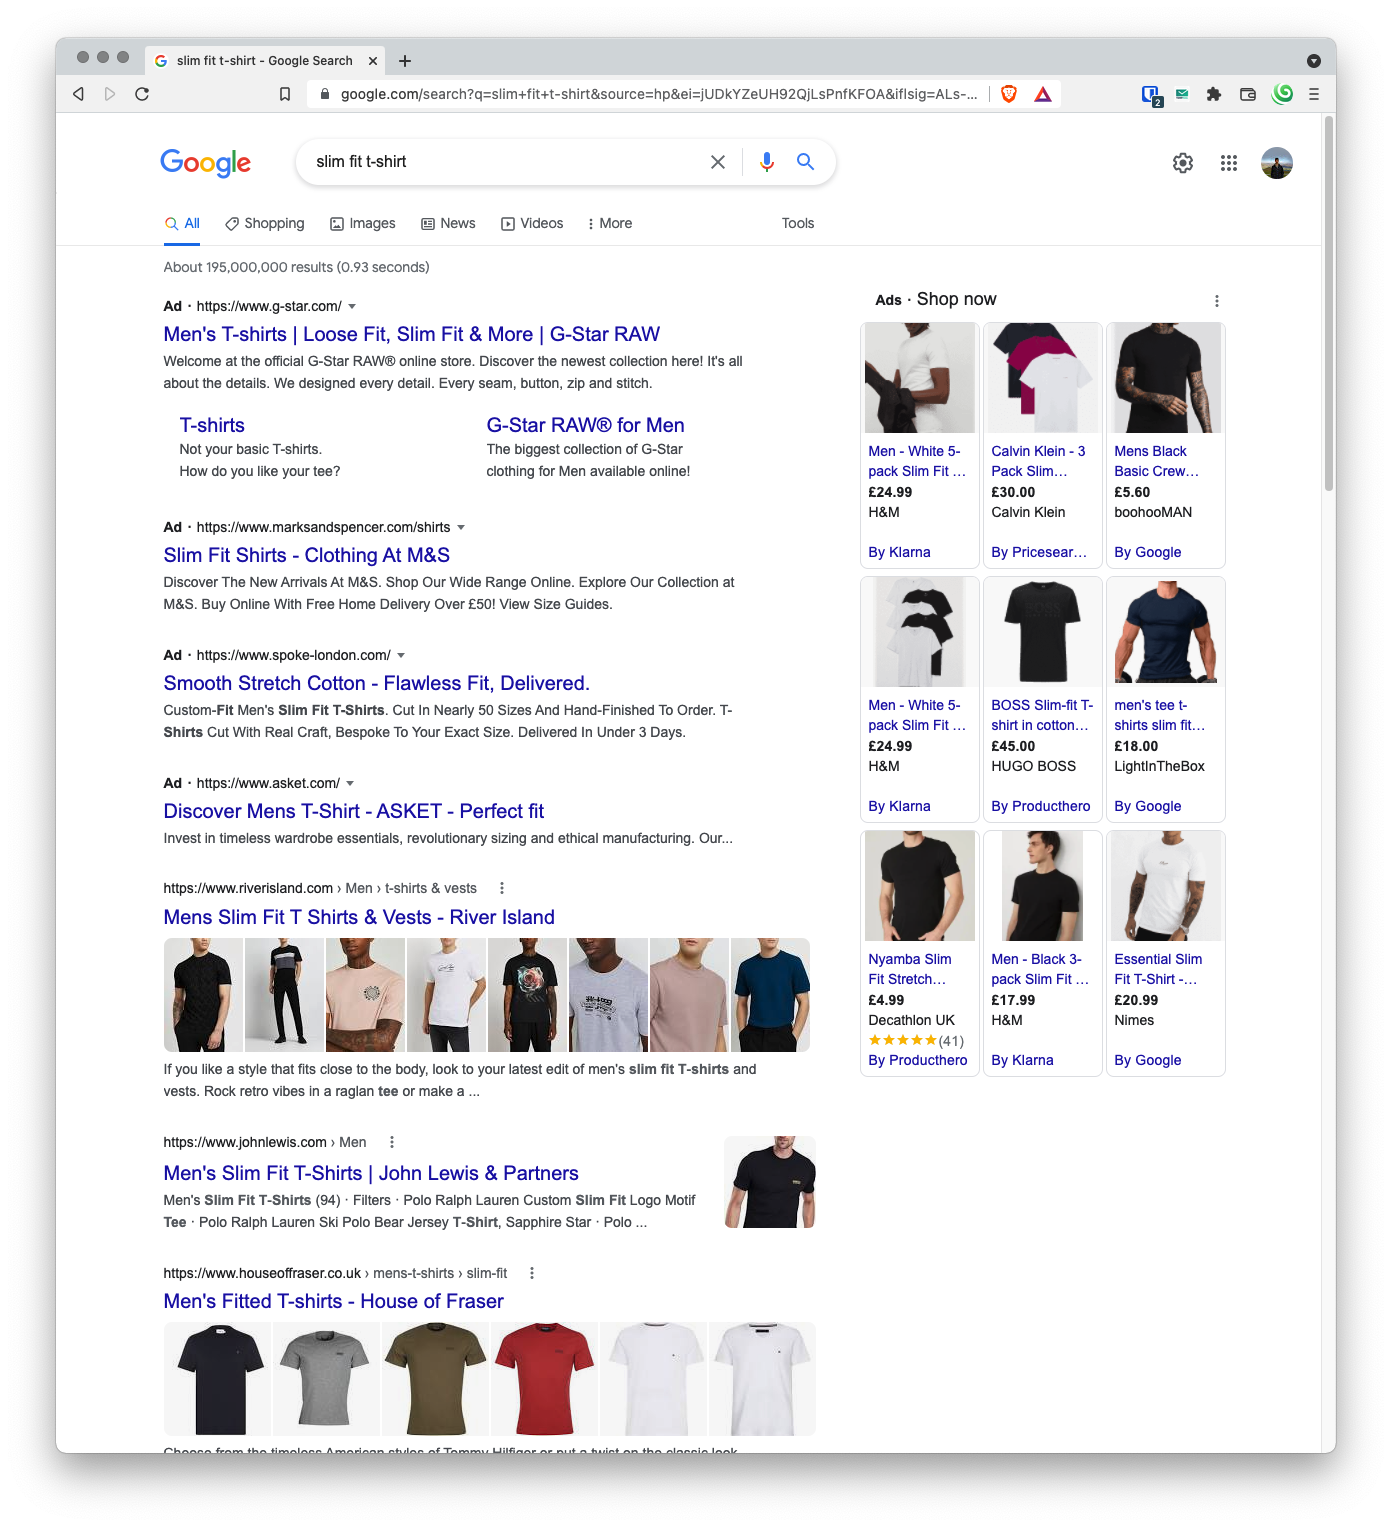 slim fit t-shirt - Google Search
google.com/search?q=slim+fit+t-shirt&source=hp&ei=jUDkYZeUH92QjLsPnfKFOA&iflsig=ALs-...
2
Google
slim fit t-shirt
All
Shopping
Images
News
Videos
More
Tools
About 195,000,000 results (0.93 seconds)
Ad · https://www.g-star.com/
Men's T-shirts | Loose Fit, Slim Fit & More | G-Star RAW
Welcome at the official G-Star RAW® online store. Discover the newest collection here! It's all
about the details. We designed every detail. Every seam, button, zip and stitch.
T-shirts
Not your basic T-shirts.
How do you like your tee?
G-Star RAW® for Men
The biggest collection of G-Star
clothing for Men available online!
Ad · https://www.marksandspencer.com/shirts
Slim Fit Shirts - Clothing At M&S
Discover The New Arrivals At M&S. Shop Our Wide Range Online. Explore Our Collection at
M&S. Buy Online With Free Home Delivery Over £50! View Size Guides.
Ad · https://www.spoke-london.com/
Smooth Stretch Cotton - Flawless Fit, Delivered.
Custom-Fit Men's Slim Fit T-Shirts. Cut In Nearly 50 Sizes And Hand-Finished To Order. T-
Shirts Cut With Real Craft, Bespoke To Your Exact Size. Delivered In Under 3 Days.
Ad · https://www.asket.com/
Discover Mens T-Shirt - ASKET - Perfect fit
Invest in timeless wardrobe essentials, revolutionary sizing and ethical manufacturing. Our...
https://www.riverisland.com › Men › t-shirts & vests
Mens Slim Fit T Shirts & Vests - River Island
If you like a style that fits close to the body, look to your latest edit of men's slim fit T-shirts and
vests. Rock retro vibes in a raglan tee or make a ...
https://www.johnlewis.com › Men
Men's Slim Fit T-Shirts | John Lewis & Partners
Men's Slim Fit T-Shirts (94) · Filters · Polo Ralph Lauren Custom Slim Fit Logo Motif
Tee · Polo Ralph Lauren Ski Polo Bear Jersey T-Shirt, Sapphire Star · Polo ...
https://www.houseoffraser.co.uk › mens-t-shirts › slim-fit
Men's Fitted T-shirts - House of Fraser
Choose from the timeless American styles of Tommy Hilfiger or put a twist on the classic look
Ads · Shop now
Men - White 5-
pack Slim Fit ...
£24.99
H&M
By Klarna
Calvin Klein - 3
Pack Slim...
£30.00
Calvin Klein
By Pricesear...
Mens Black
Basic Crew...
£5.60
boohooMAN
By Google
Men - White 5-
pack Slim Fit ...
£24.99
H&M
By Klarna
BOSS
BOSS Slim-fit T-
shirt in cotton...
£45.00
HUGO BOSS
By Producthero
men's tee t-
shirts slim fit...
£18.00
LightInTheBox
By Google
Nyamba Slim
Fit Stretch...
£4.99
Decathlon UK
(41)
By Producthero
Men - Black 3-
pack Slim Fit ...
£17.99
H&M
By Klarna
Essential Slim
Fit T-Shirt -...
£20.99
Nimes
By Google